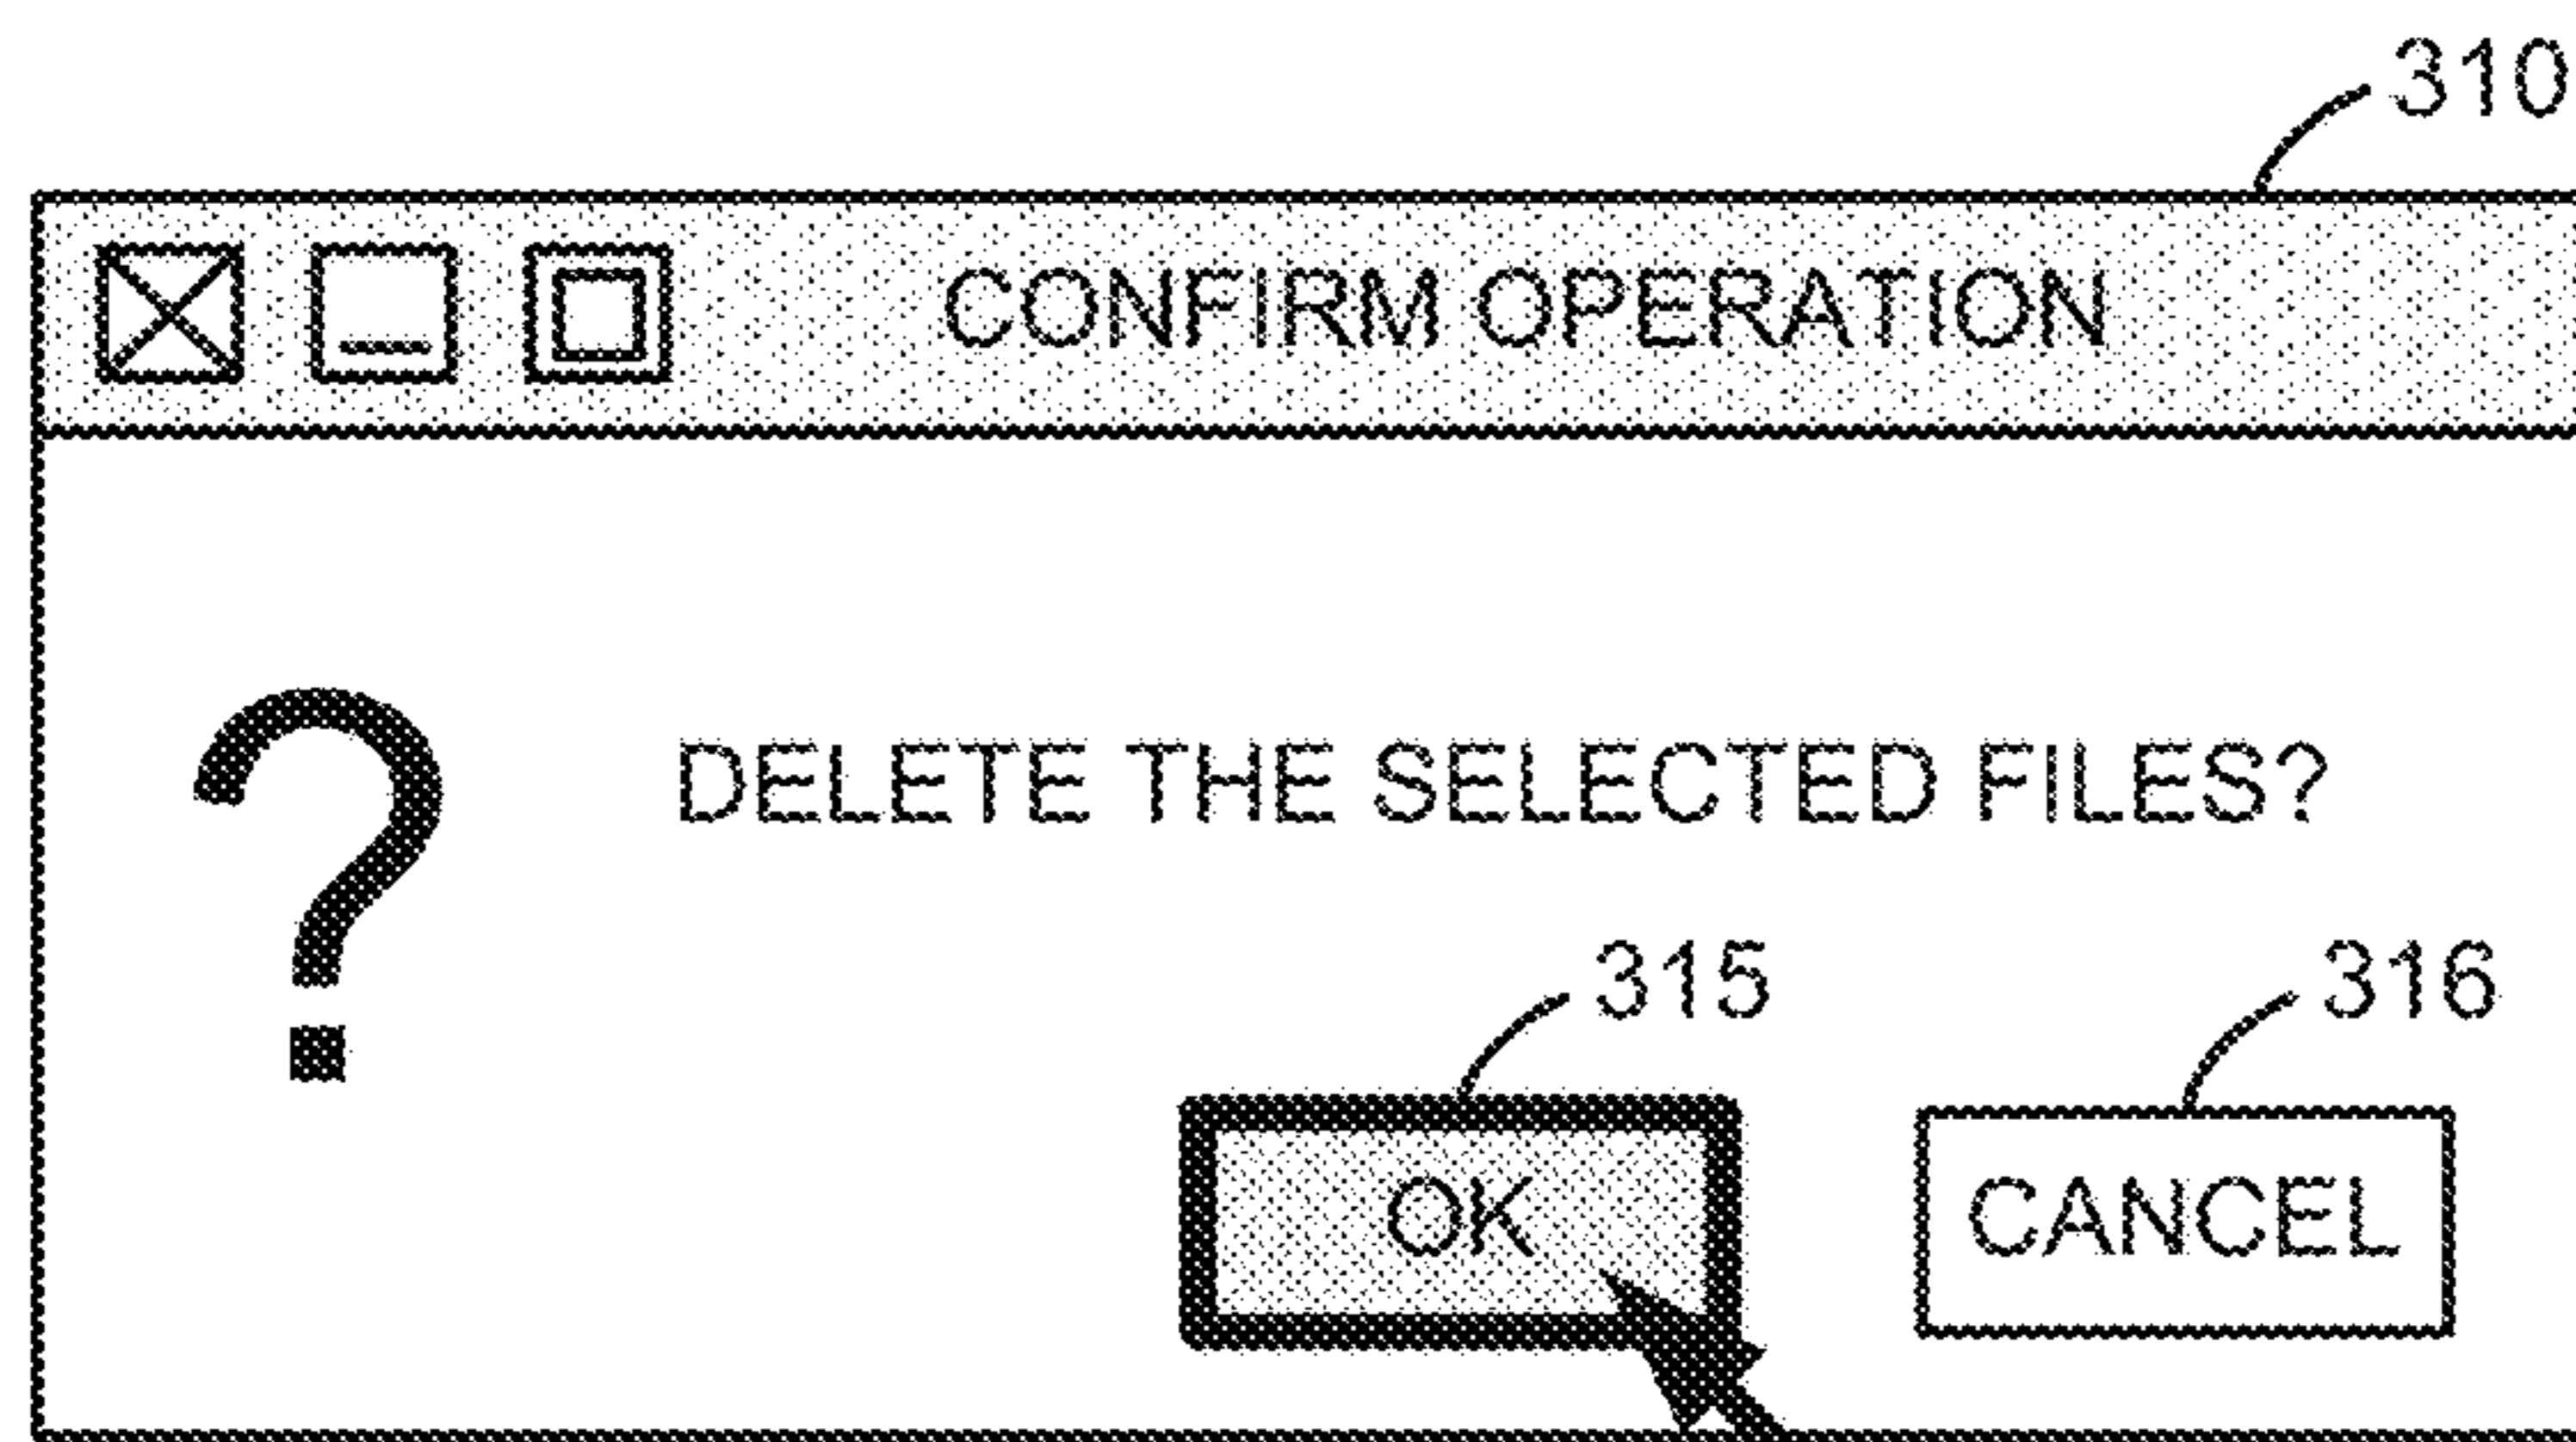 310
CONFIRM OPERATION
?
DELETE THE SELECTED FILES?
315
316
OK
CANCEL